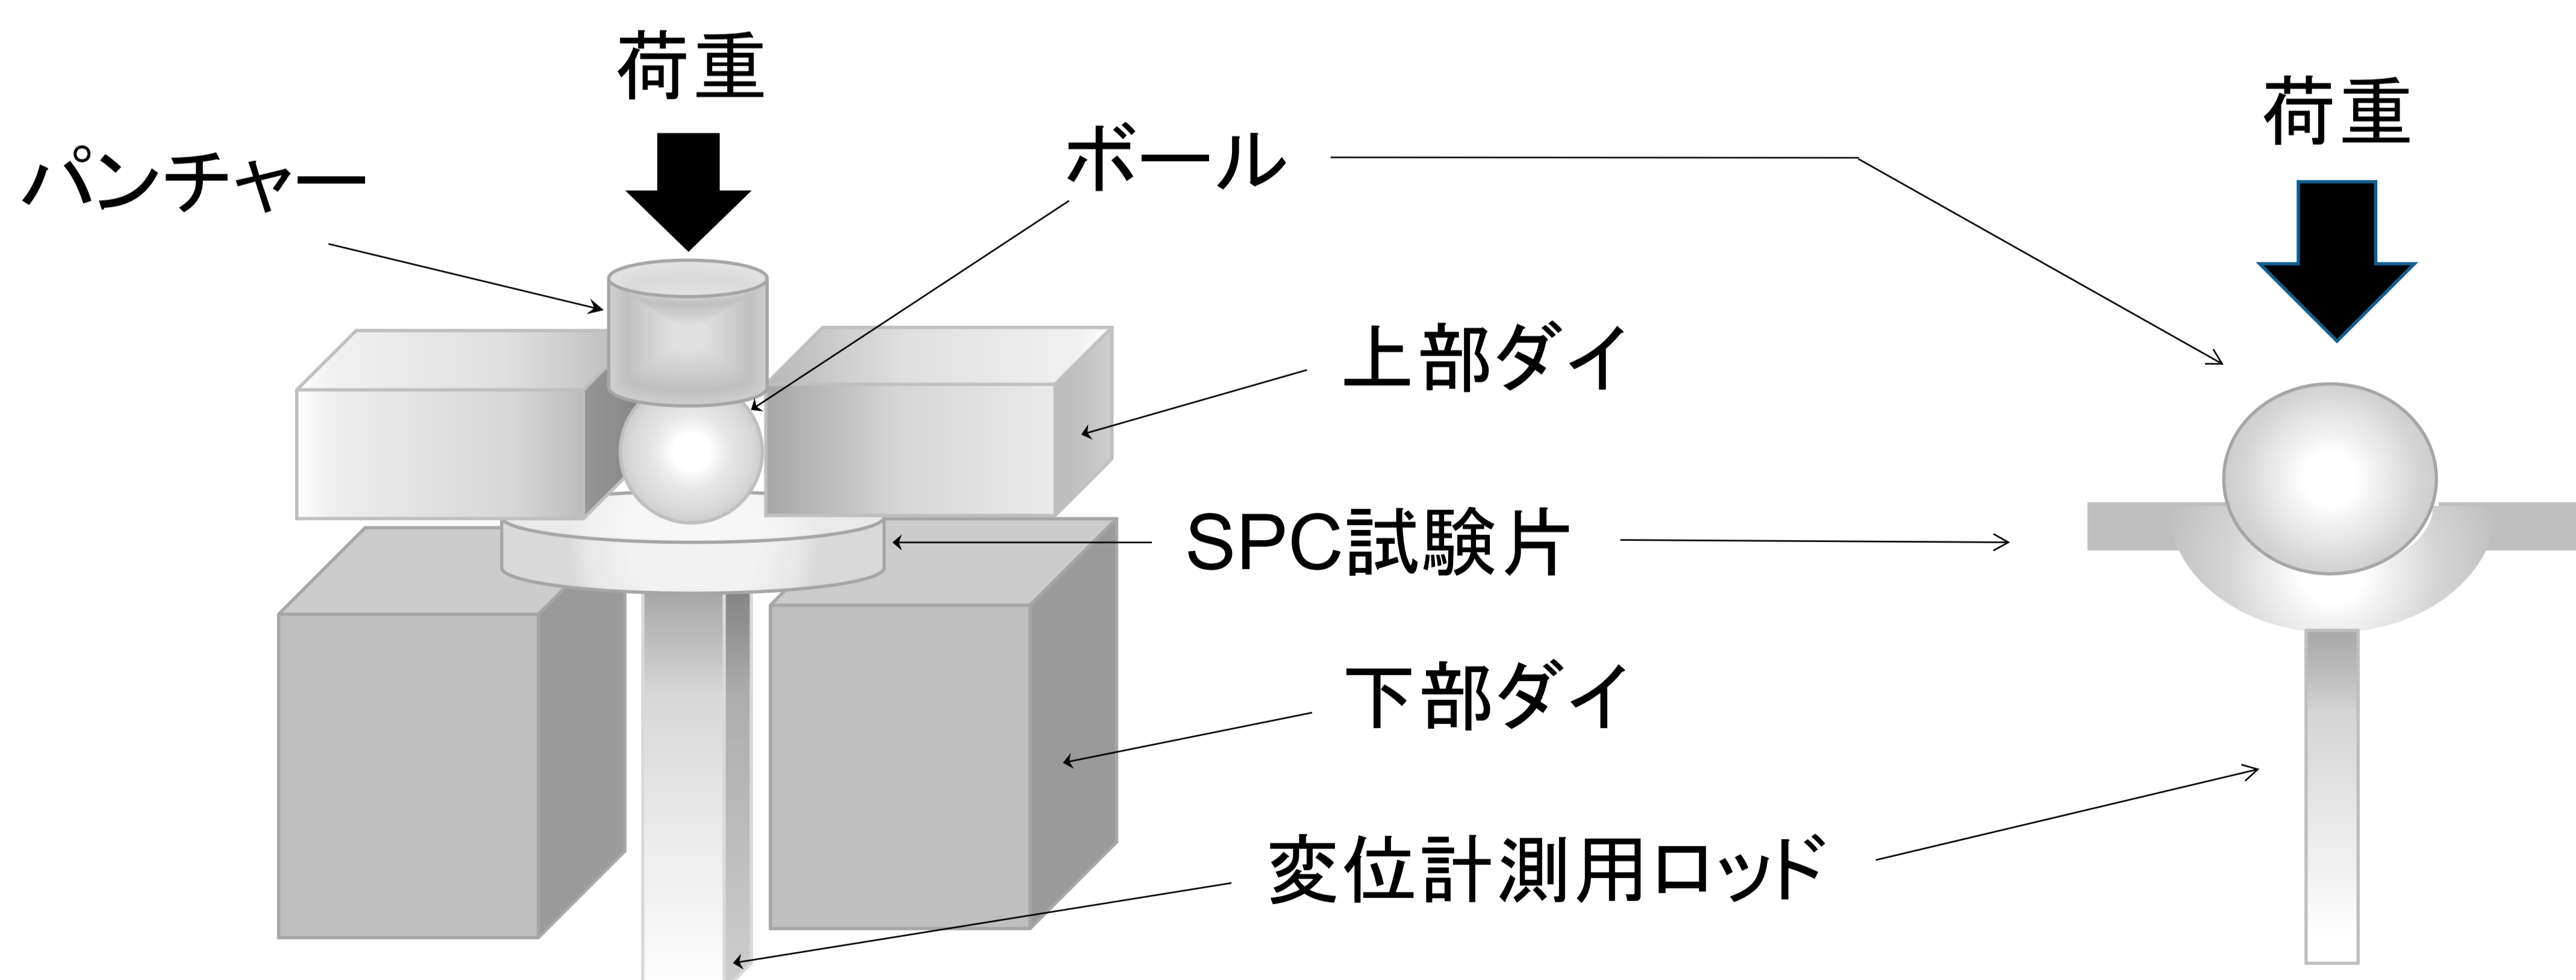 荷重
荷重
パンチャー
ボール
上部ダイ
SPC試験片
下部ダイ
変位計測用ロッド